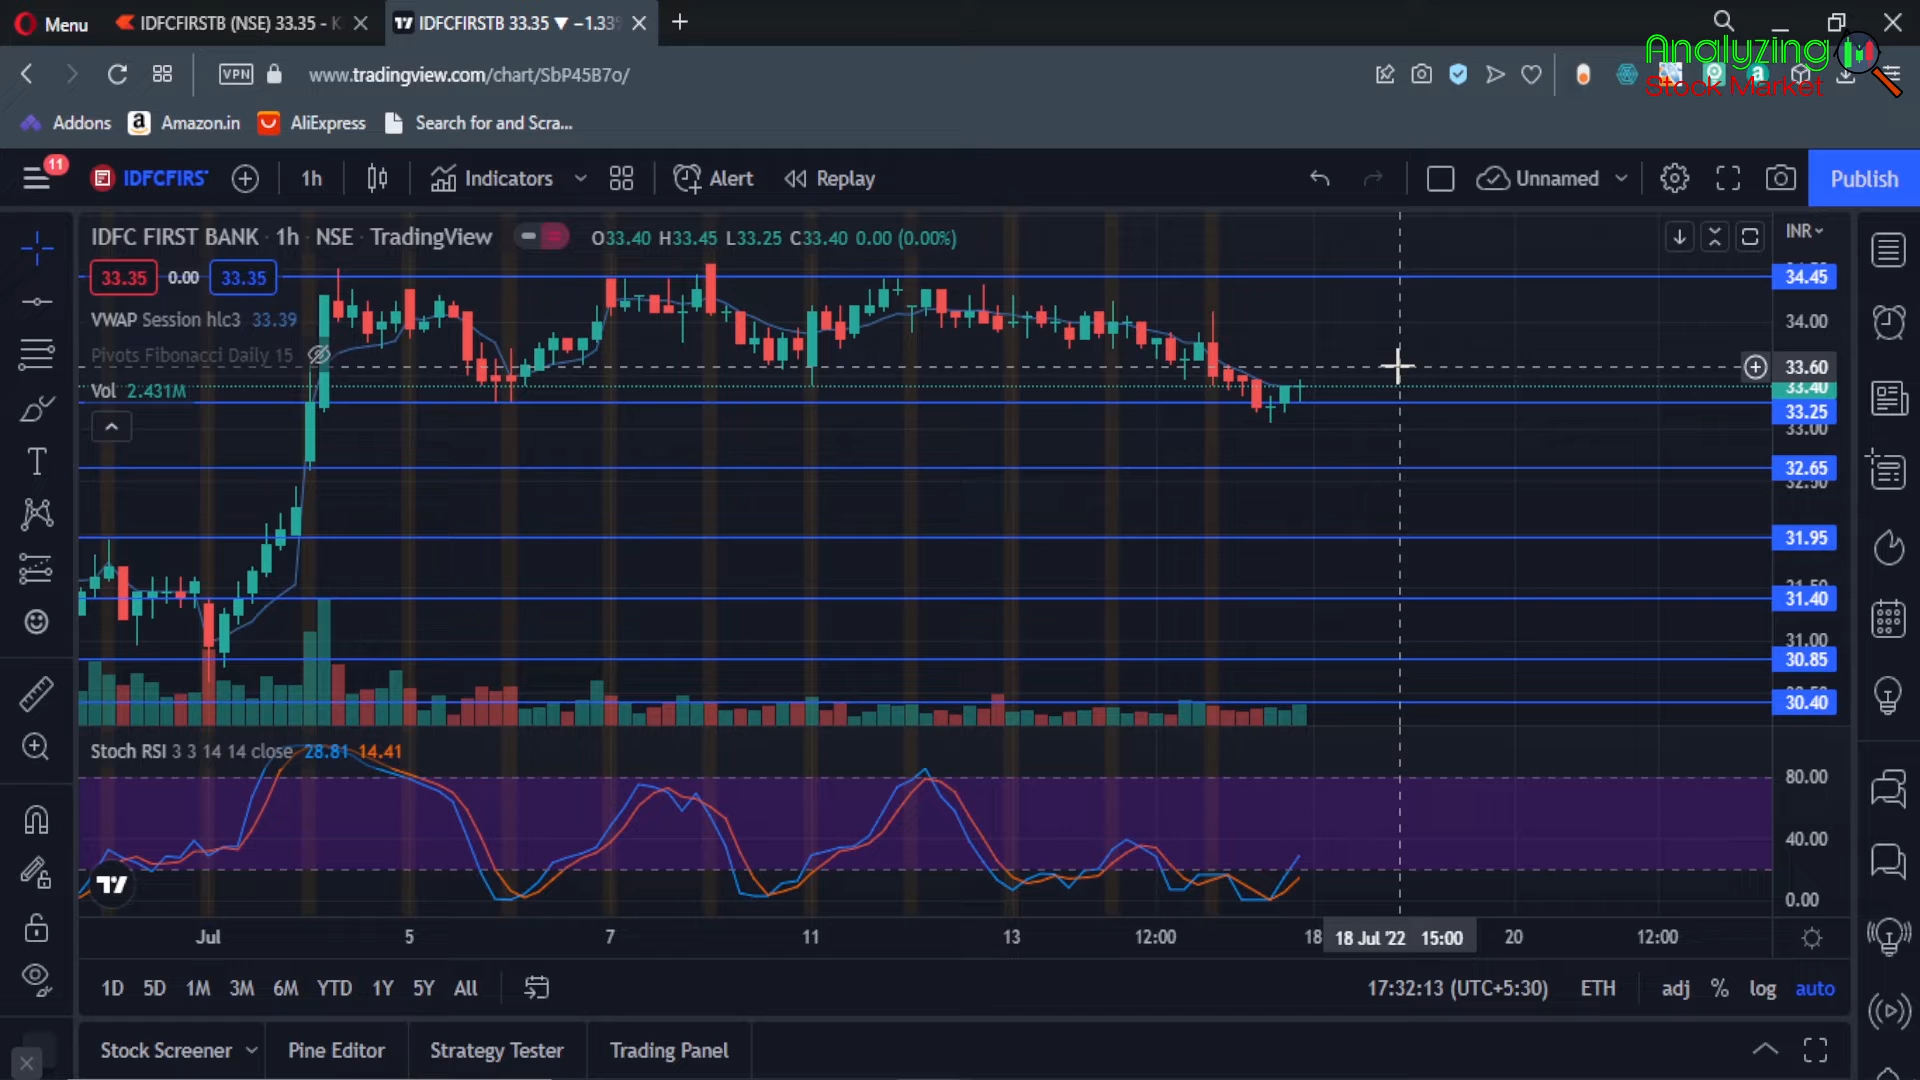 Menu
IDFCFIRSTB (NSE) 33.35 - K
IDFCFIRSTB 33.35 ▼ −1.33%
VPN
www.tradingview.com/chart/SbP45B7o/
Analyzing
Stock Market
Addons
Amazon.in
AliExpress
Search for and Scra...
11
IDFCFIRS
1h
Indicators
Alert
Replay
Unnamed
Publish
IDFC FIRST BANK · 1h · NSE · TradingView
O33.40 H33.45 L33.25 C33.40 0.00 (0.00%)
INR
33.35 0.00 33.35
34.45
VWAP Session hlc3 33.39
34.00
Pivots Fibonacci Daily 15
33.60
Vol 2.431M
33.40
33.25
33.00
32.65
32.50
31.95
31.50
31.40
31.00
30.85
30.40
Stoch RSI 3 3 14 14 close 28.81 14.41
80.00
40.00
0.00
Jul 5 7 11 13 12:00 18 18 Jul '22 15:00 20 12:00
1D 5D 1M 3M 6M YTD 1Y 5Y All
17:32:13 (UTC+5:30) ETH adj % log auto
Stock Screener Pine Editor Strategy Tester Trading Panel